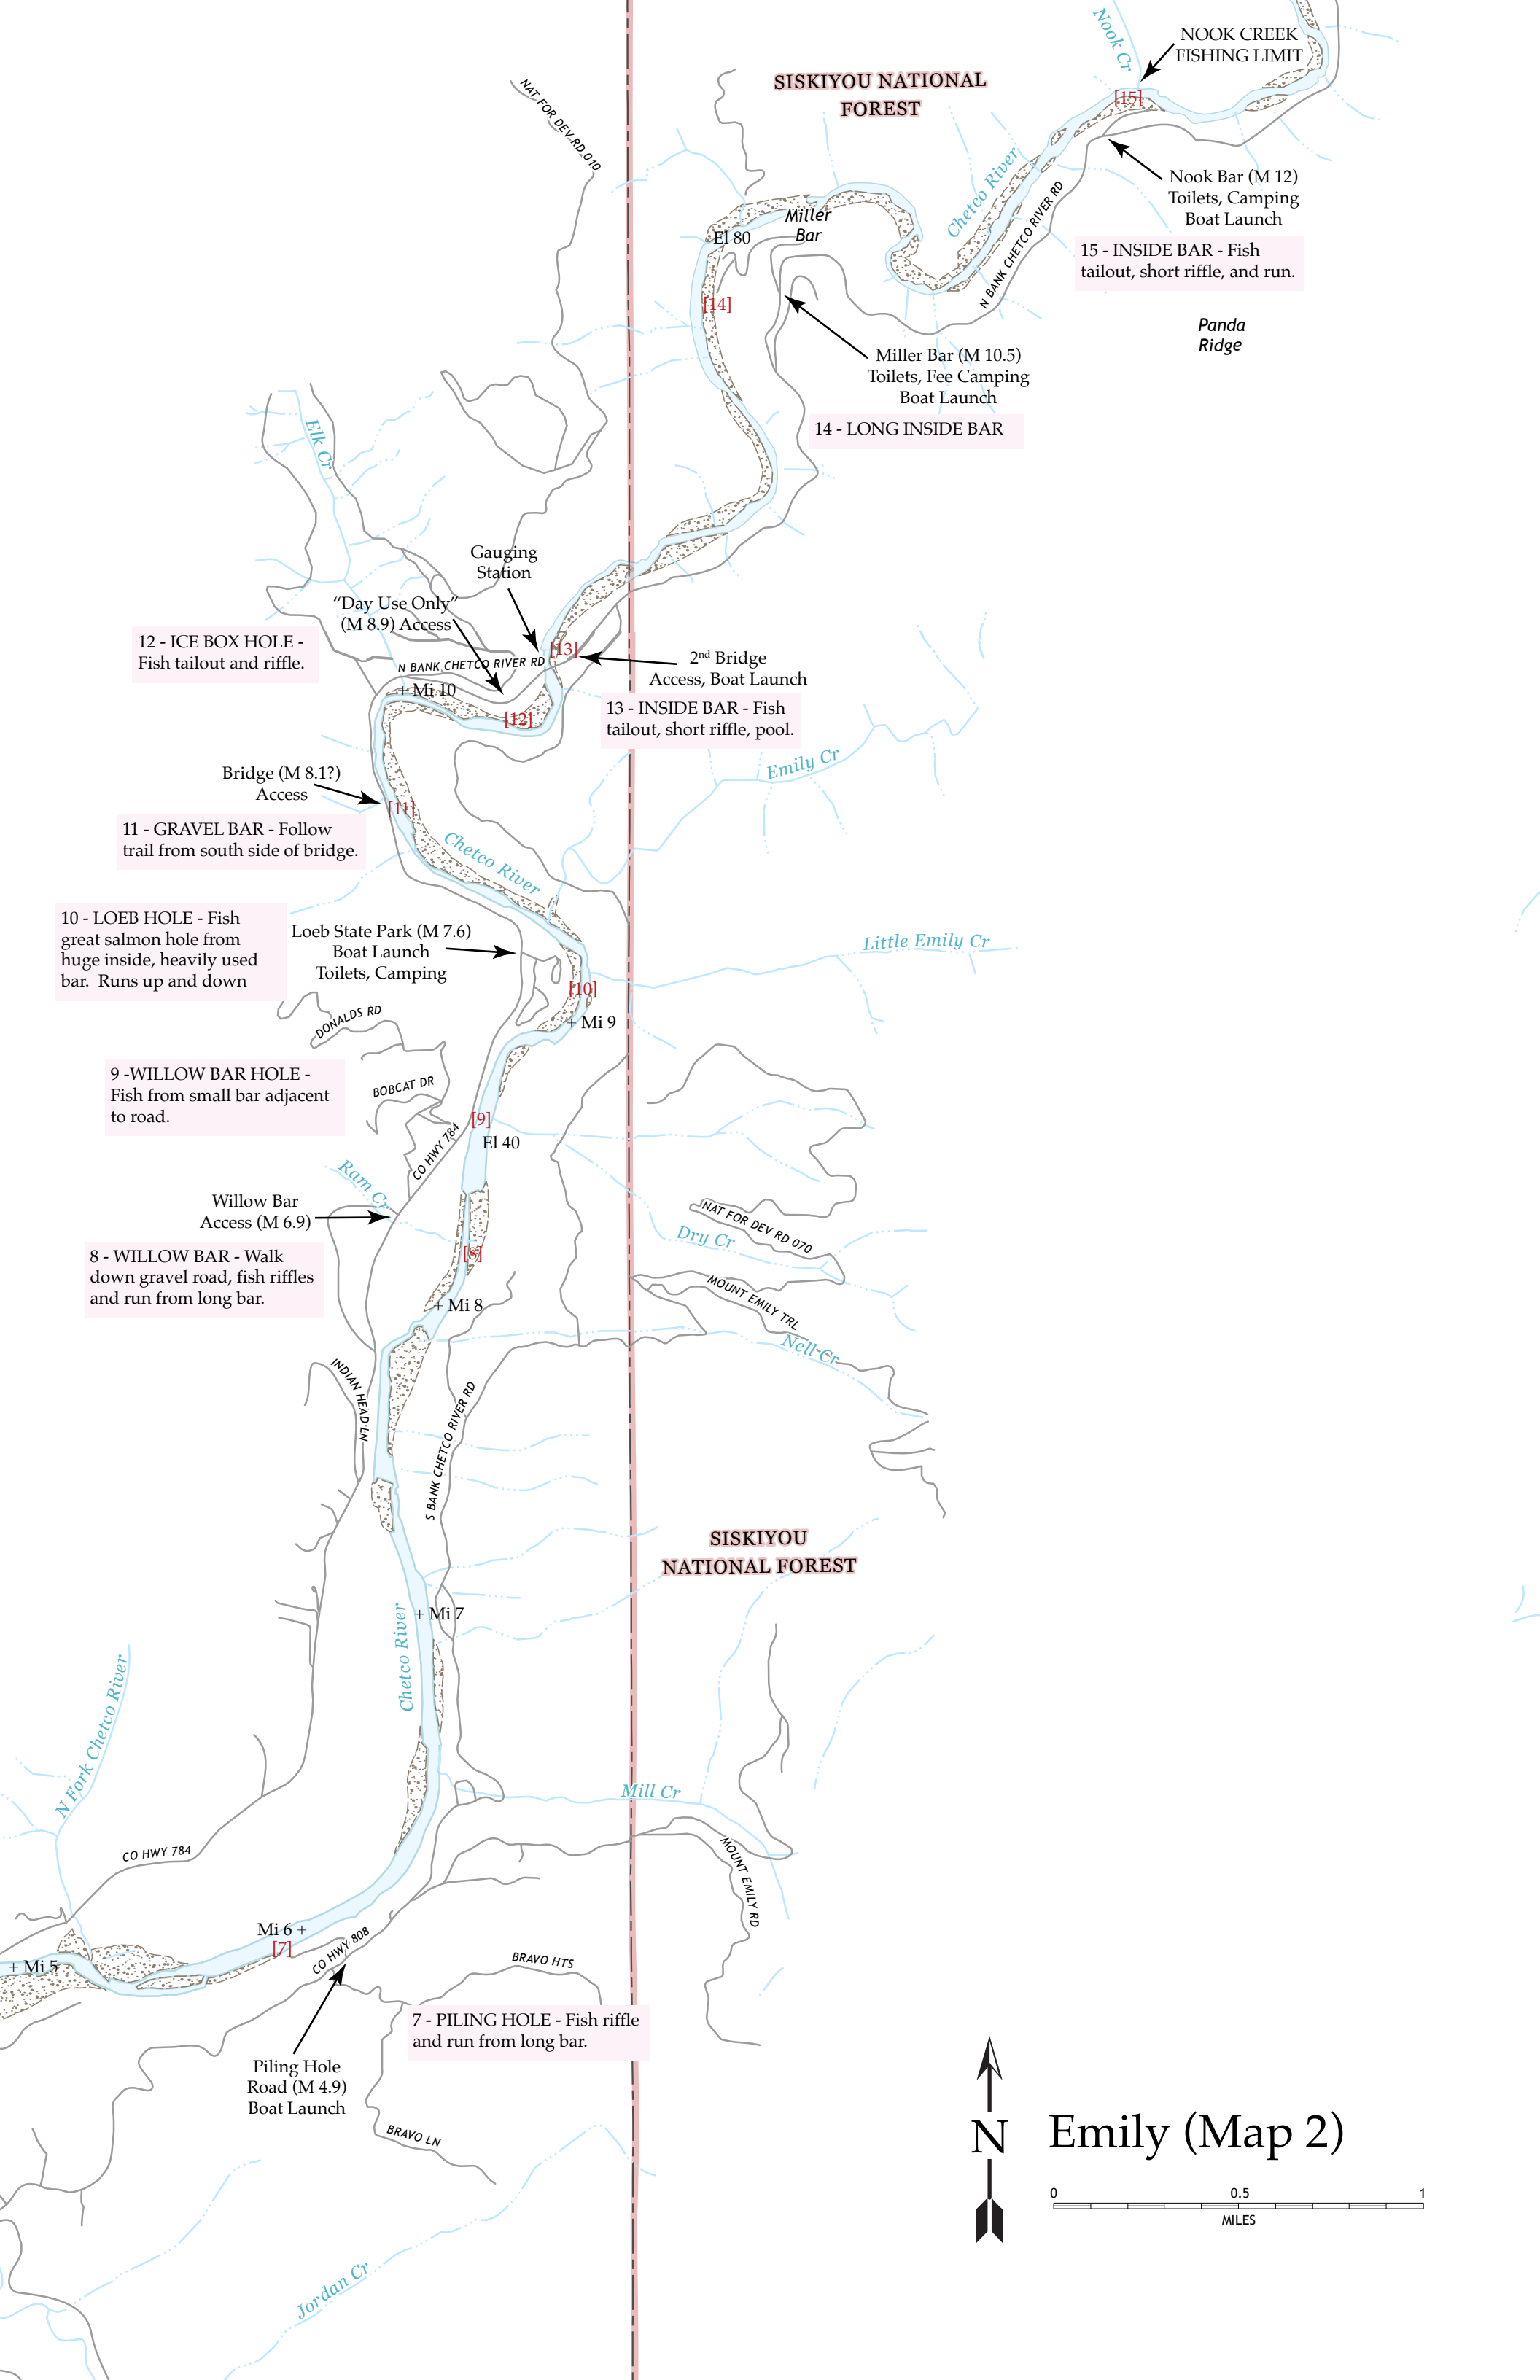 Nook Cr
NOOK CREEK
FISHING LIMIT
SISKIYOU NATIONAL
FOREST
NAT FOR DEV RD 010
[15]
Chetco River
Nook Bar (M 12)
Toilets, Camping
Boat Launch
N BANK CHETCO RIVER RD
Miller
Bar
El 80
15 - INSIDE BAR - Fish
tailout, short riffle, and run.
[14]
Panda
Ridge
Miller Bar (M 10.5)
Toilets, Fee Camping
Boat Launch
14 - LONG INSIDE BAR
Elk Cr
Gauging
Station
“Day Use Only”
(M 8.9) Access
12 - ICE BOX HOLE -
Fish tailout and riffle.
N BANK CHETCO RIVER RD
[13]
2nd Bridge
Access, Boat Launch
+ Mi 10
[12]
13 - INSIDE BAR - Fish
tailout, short riffle, pool.
Emily Cr
Bridge (M 8.1?)
Access
[11]
11 - GRAVEL BAR - Follow
trail from south side of bridge.
Chetco River
10 - LOEB HOLE - Fish
great salmon hole from
huge inside, heavily used
bar. Runs up and down
Loeb State Park (M 7.6)
Boat Launch
Toilets, Camping
Little Emily Cr
[10]
+ Mi 9
DONALDS RD
9 -WILLOW BAR HOLE -
Fish from small bar adjacent
to road.
BOBCAT DR
[9]
El 40
CO HWY 784
Ram Cr
Willow Bar
Access (M 6.9)
NAT FOR DEV RD 070
Dry Cr
8 - WILLOW BAR - Walk
down gravel road, fish riffles
and run from long bar.
[8]
+ Mi 8
MOUNT EMILY TRL
Nell Cr
INDIAN HEAD LN
S BANK CHETCO RIVER RD
SISKIYOU
NATIONAL FOREST
+ Mi 7
Chetco River
N Fork Chetco River
Mill Cr
CO HWY 784
MOUNT EMILY RD
Mi 6 +
[7]
CO HWY 808
+ Mi 5
BRAVO HTS
7 - PILING HOLE - Fish riffle
and run from long bar.
Piling Hole
Road (M 4.9)
Boat Launch
BRAVO LN
Jordan Cr
N
Emily (Map 2)
0 0.5 1
MILES